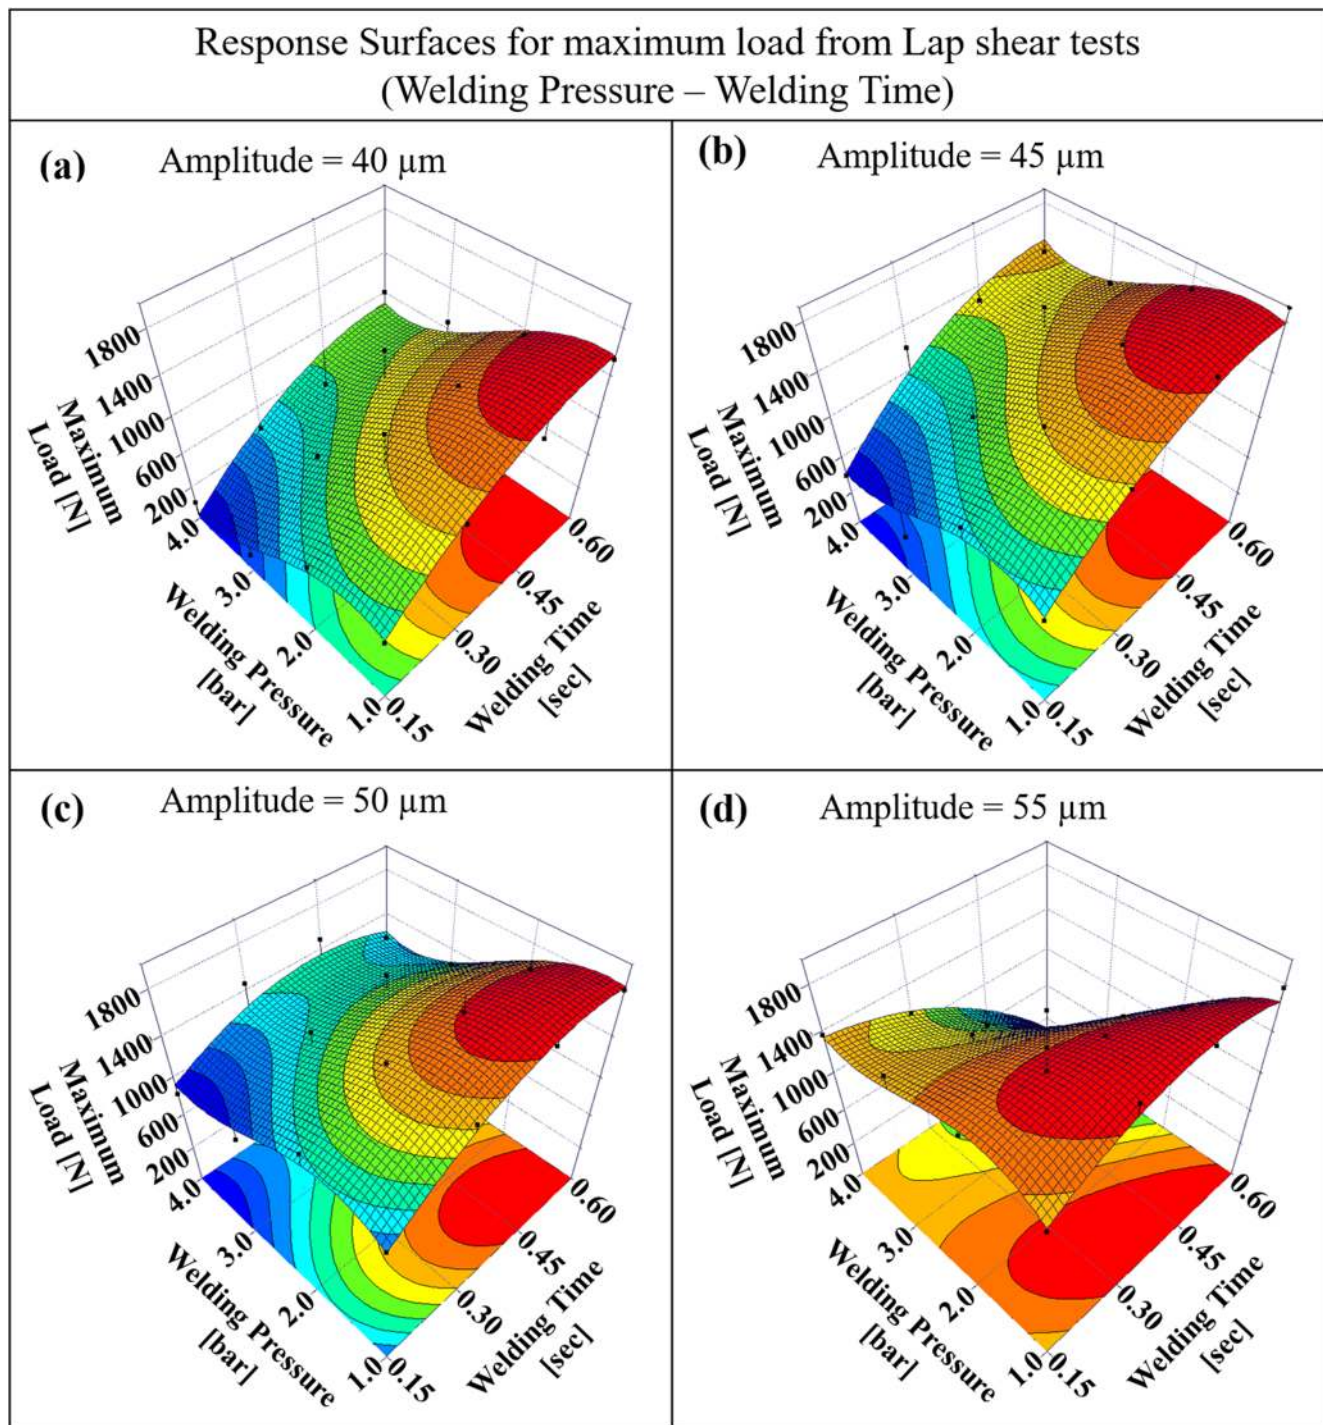 Response Surfaces for maximum load from Lap shear tests
(Welding Pressure – Welding Time)
(a)
Amplitude = 40 µm
1800
1400
1000
600
200
Maximum
Load [N]
4.0
3.0
2.0
1.0
Welding Pressure
[bar]
0.15
0.30
0.45
0.60
Welding Time
[sec]
(b)
Amplitude = 45 µm
1800
1400
1000
600
200
Maximum
Load [N]
4.0
3.0
2.0
1.0
Welding Pressure
[bar]
0.15
0.30
0.45
0.60
Welding Time
[sec]
(c)
Amplitude = 50 µm
1800
1400
1000
600
200
Maximum
Load [N]
4.0
3.0
2.0
1.0
Welding Pressure
[bar]
0.15
0.30
0.45
0.60
Welding Time
[sec]
(d)
Amplitude = 55 µm
1800
1400
1000
600
200
Maximum
Load [N]
4.0
3.0
2.0
1.0
Welding Pressure
[bar]
0.15
0.30
0.45
0.60
Welding Time
[sec]